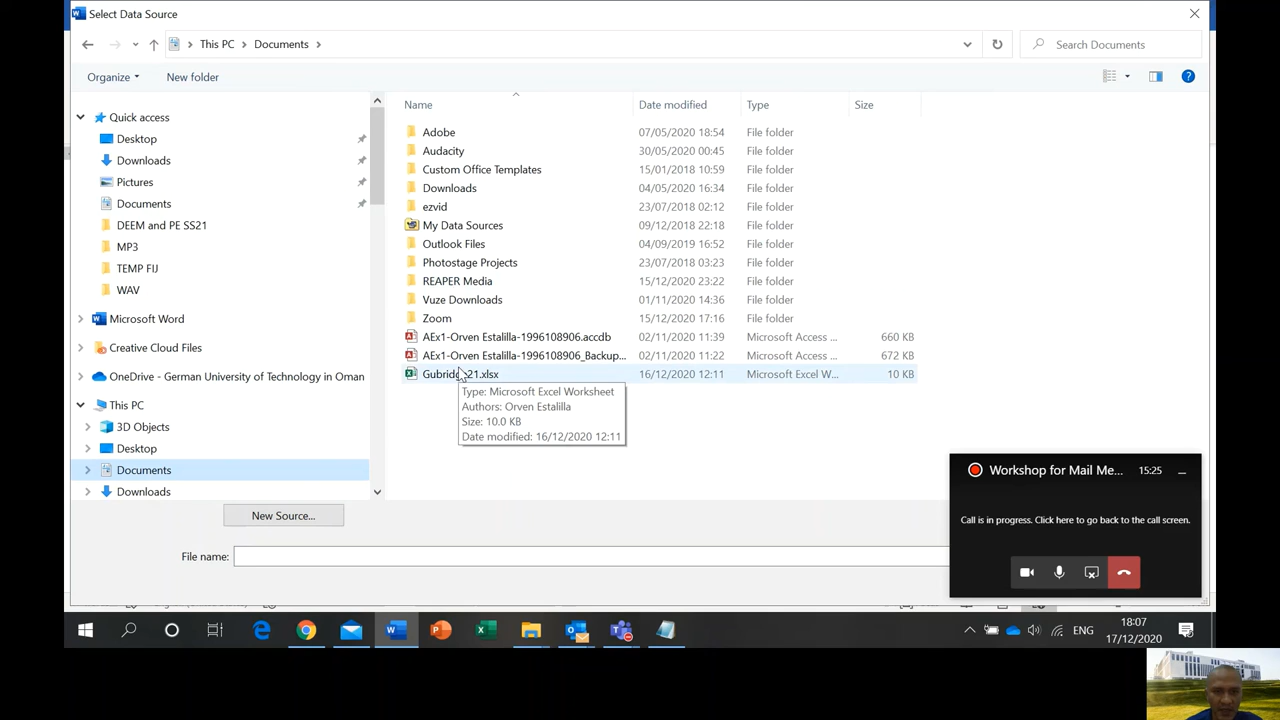 Select Data Source
This PC
Documents
Search Documents
Organize
New folder
Name
Date modified
Type
Size
Quick access
Desktop
Downloads
Pictures
Documents
DEEM and PE SS21
MP3
TEMP FIJ
WAV
Microsoft Word
Creative Cloud Files
OneDrive - German University of Technology in Oman
This PC
3D Objects
Desktop
Documents
Downloads
Adobe 07/05/2020 18:54 File folder
Audacity 30/05/2020 00:45 File folder
Custom Office Templates 15/01/2018 10:59 File folder
Downloads 04/05/2020 16:34 File folder
ezvid 23/07/2018 02:12 File folder
My Data Sources 09/12/2018 22:18 File folder
Outlook Files 04/09/2019 16:52 File folder
Photostage Projects 23/07/2018 03:23 File folder
REAPER Media 15/12/2020 23:22 File folder
Vuze Downloads 01/11/2020 14:36 File folder
Zoom 15/12/2020 17:16 File folder
AEx1-Orven Estalilla-1996108906.accdb 02/11/2020 11:39 Microsoft Access ... 660 KB
AEx1-Orven Estalilla-1996108906_Backup... 02/11/2020 11:22 Microsoft Access ... 672 KB
21.xlsx 16/12/2020 12:11 Microsoft Excel W... 10 KB
Type: Microsoft Excel Worksheet
Authors: Orven Estalilla
Size: 10.0 KB
Date modified: 16/12/2020 12:11
New Source...
File name:
Workshop for Mail Me... 15:25
Call is in progress. Click here to go back to the call screen.
ENG
18:07
17/12/2020